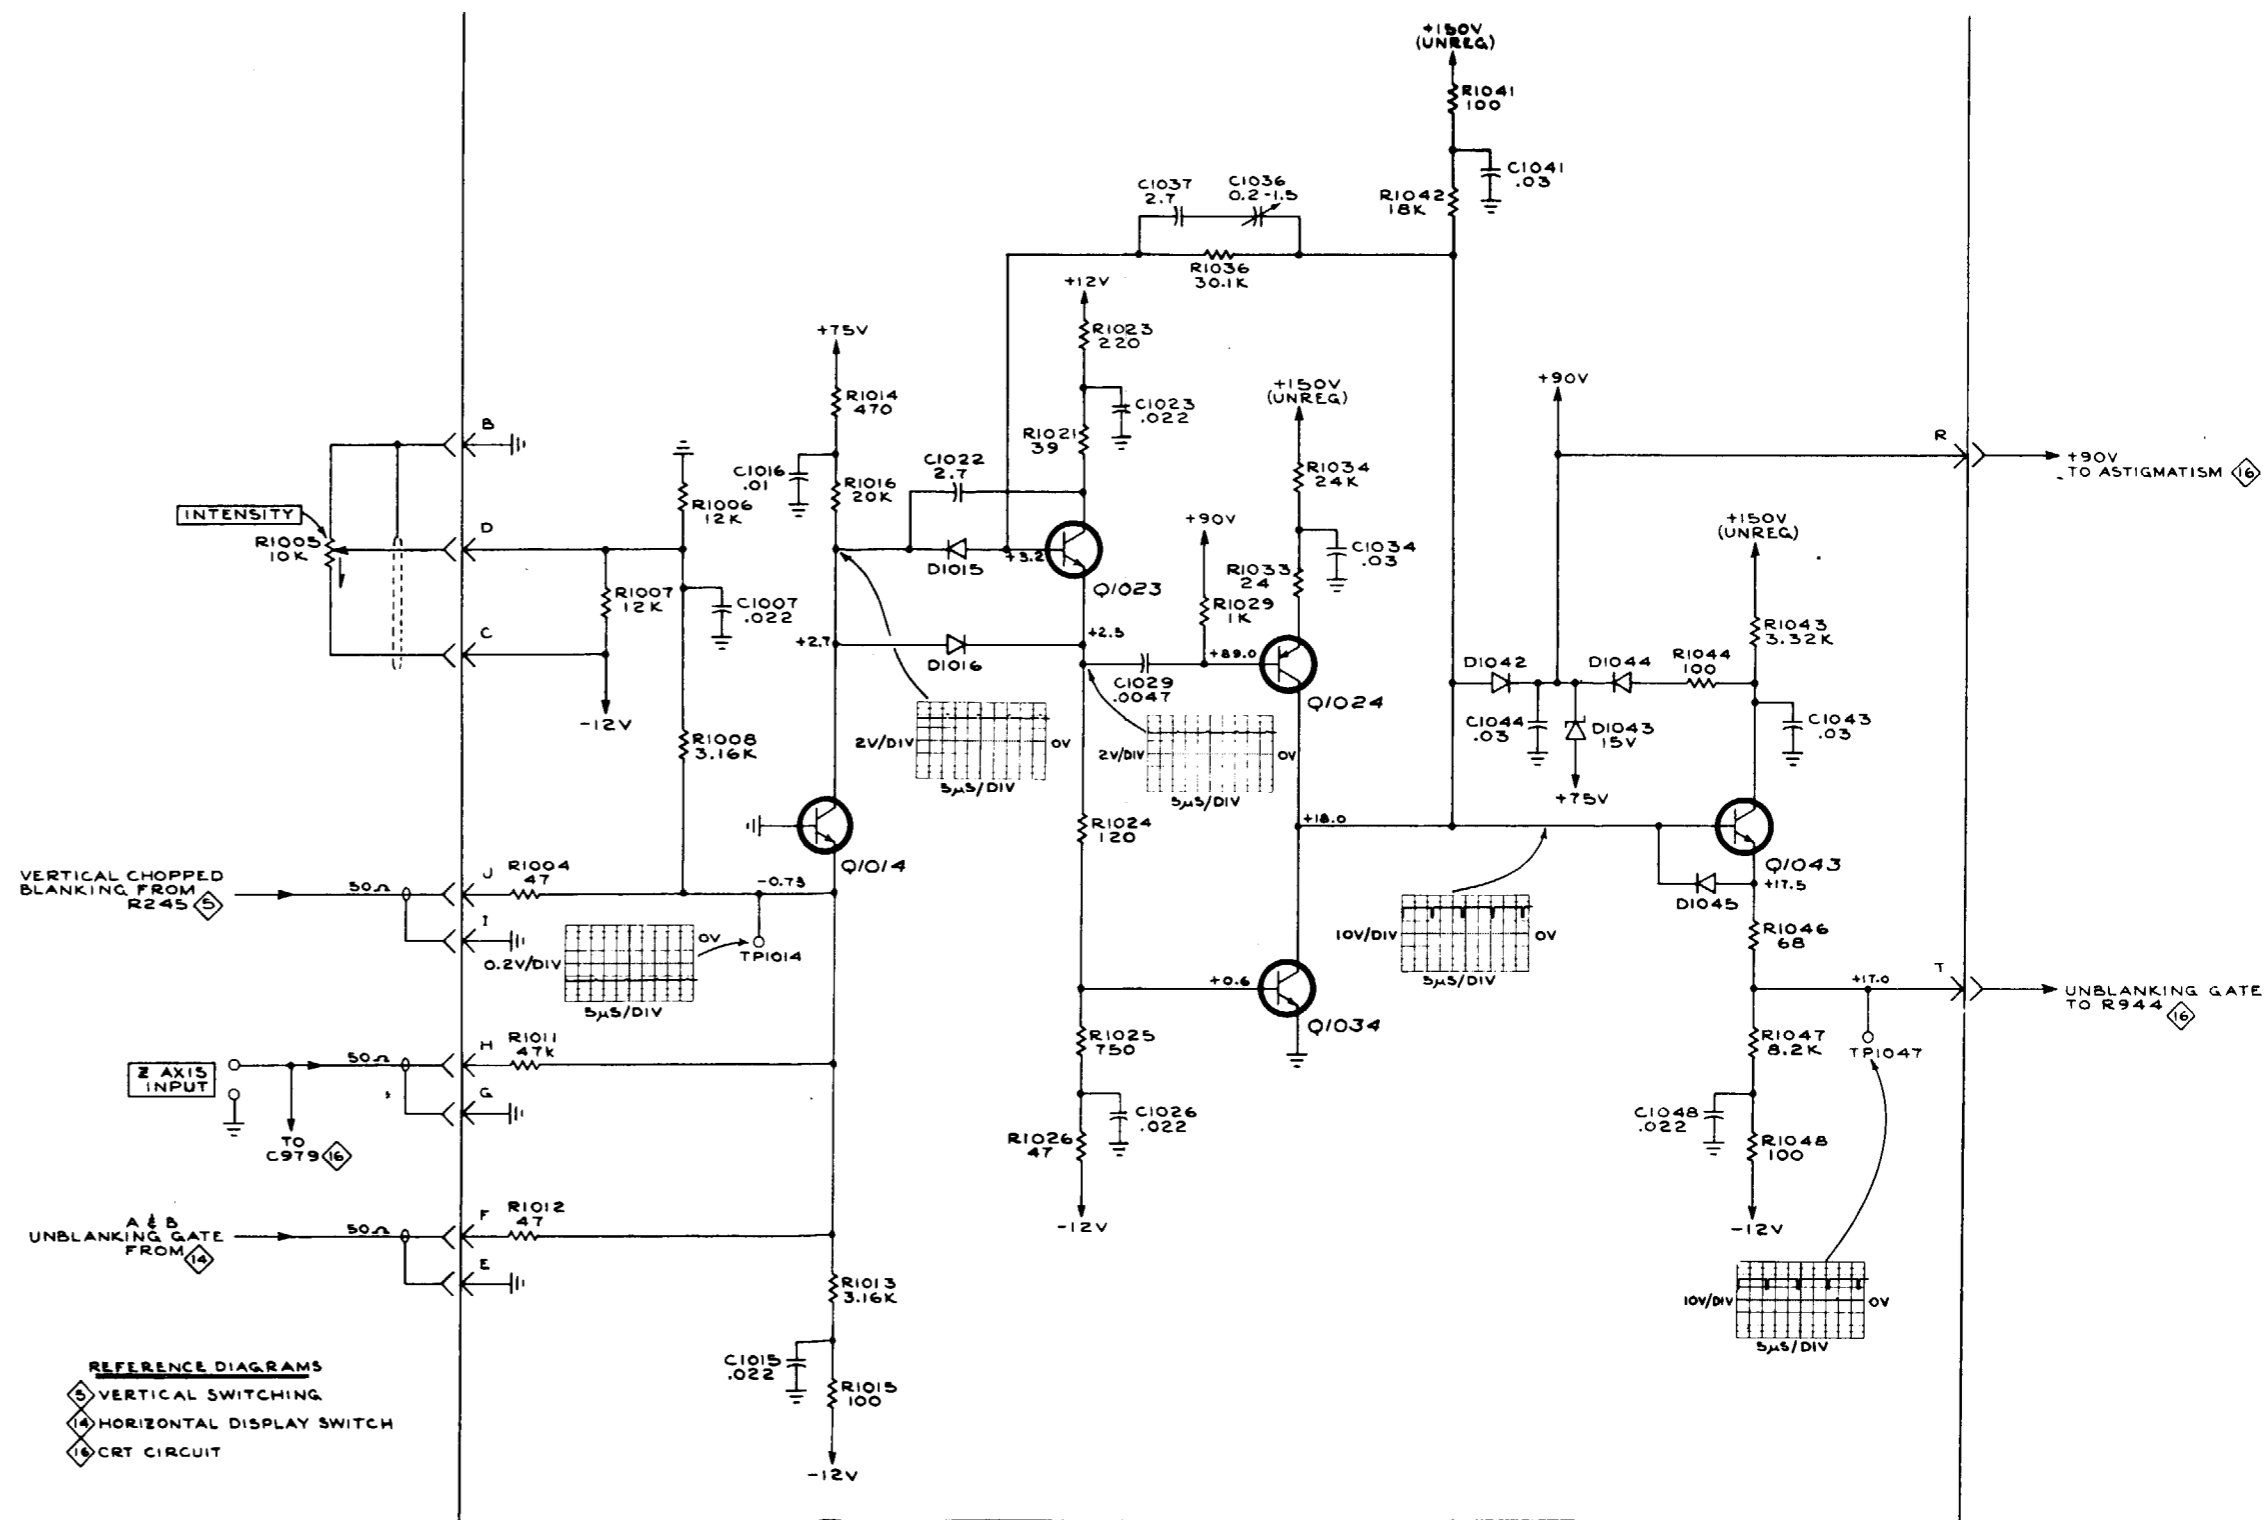 +150V
(UNREG)
R1041
100
C1041
.03
R1042
18K
C1037
2.7
C1036
0.2-1.5
R1036
30.1K
+12V
R1023
220
C1023
.022
R1021
39
+75V
R1014
470
C1016
.01
R1016
20K
C1022
2.7
D1015
+3.2
Q1023
+2.7
D1016
+2.5
B
INTENSITY
R1005
10K
D
C
R1006
12K
R1007
12K
C1007
.022
-12V
R1008
3.16K
2V/DIV
0V
5µS/DIV
+150V
(UNREG)
R1034
24K
C1034
.03
+90V
R1033
24
R1029
1K
+89.0
C1029
.0047
Q1024
2V/DIV
0V
5µS/DIV
+90V
R
+90V
TO ASTIGMATISM 16
+150V
(UNREG)
R1043
3.32K
D1042
D1044
R1044
100
C1044
.03
D1043
15V
C1043
.03
+75V
Q1014
R1024
120
+18.0
Q1043
+17.5
D1045
VERTICAL CHOPPED
BLANKING FROM
R245 5
50Ω
J
R1004
47
-0.73
I
0.2V/DIV
0V
5µS/DIV
TP1014
10V/DIV
0V
5µS/DIV
R1046
68
+0.6
Q1034
+17.0
T
UNBLANKING GATE
TO R944 16
R1047
8.2K
TP1047
Z AXIS
INPUT
50Ω
H
R1011
47K
G
TO
C979 16
R1025
750
C1026
.022
R1026
47
-12V
C1048
.022
R1048
100
-12V
A & B
UNBLANKING GATE
FROM 14
50Ω
F
R1012
47
E
R1013
3.16K
C1015
.022
R1015
100
-12V
10V/DIV
0V
5µS/DIV
REFERENCE DIAGRAMS
5 VERTICAL SWITCHING
14 HORIZONTAL DISPLAY SWITCH
16 CRT CIRCUIT